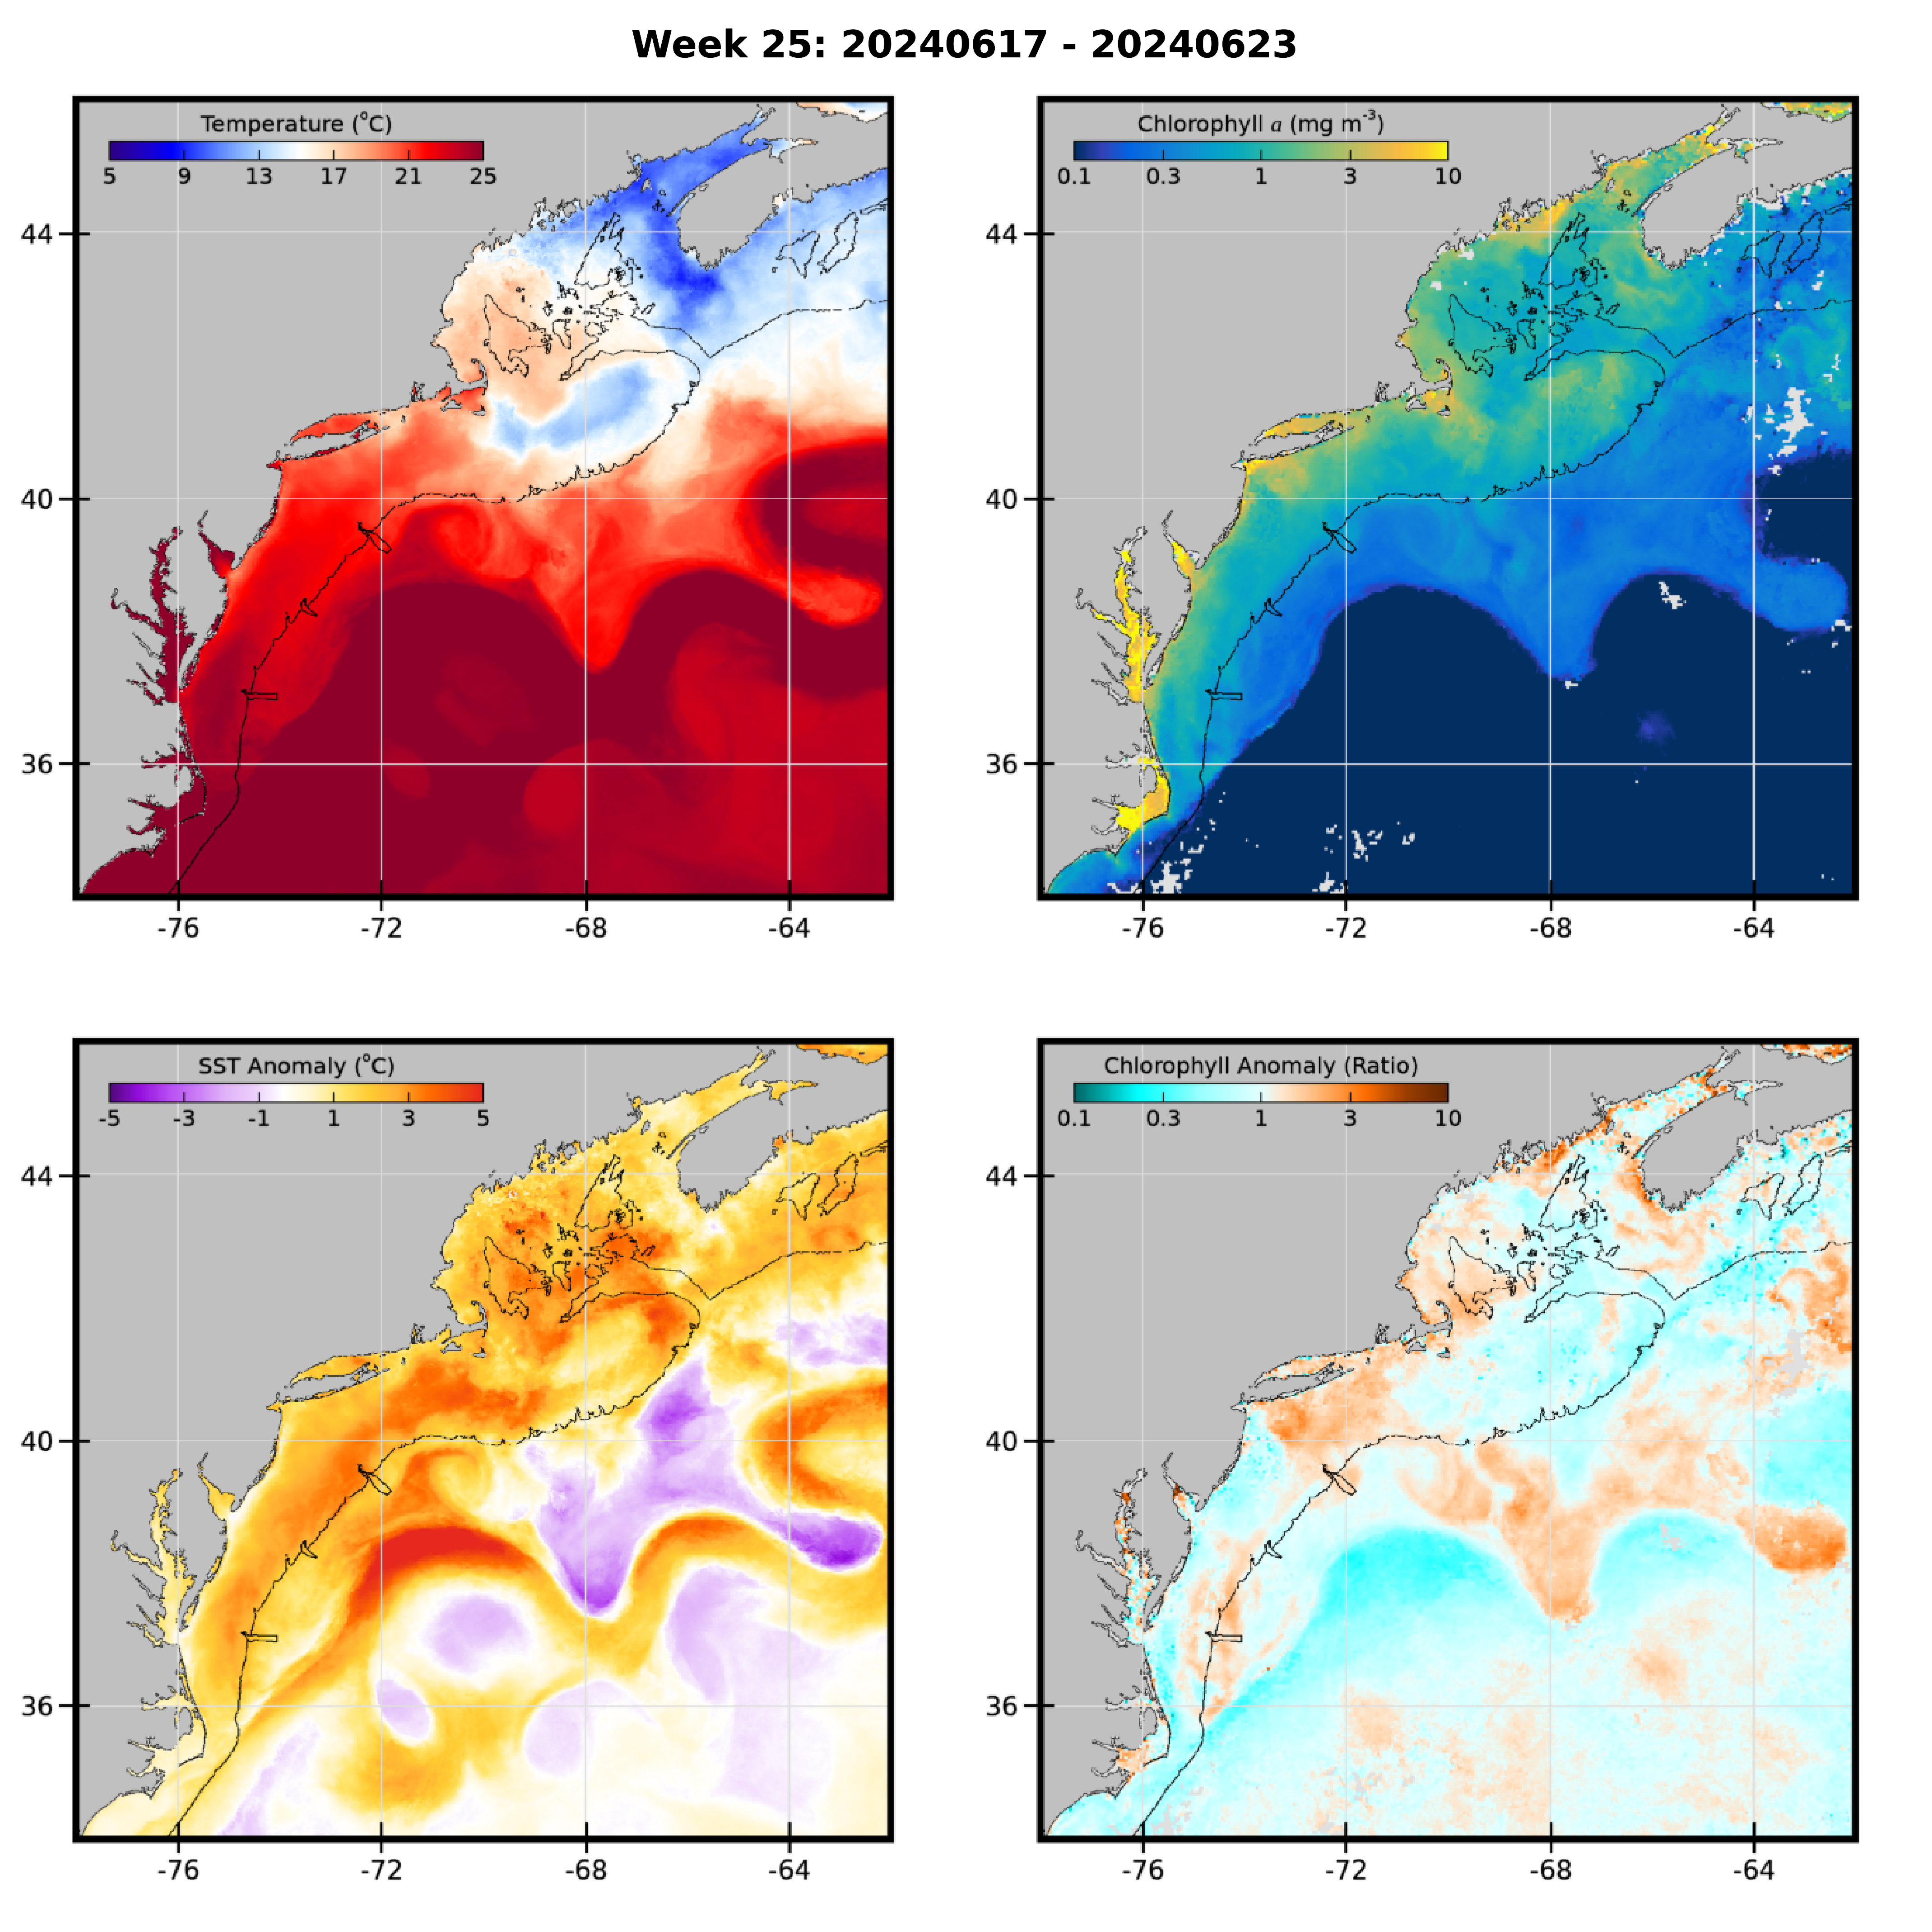 Week 25: 20240617 - 20240623
Temperature (°C)
5 9 13 17 21 25
44
40
36
-76 -72 -68 -64
Chlorophyll a (mg m⁻³)
0.1 0.3 1 3 10
44
40
36
-76 -72 -68 -64
SST Anomaly (°C)
-5 -3 -1 1 3 5
44
40
36
-76 -72 -68 -64
Chlorophyll Anomaly (Ratio)
0.1 0.3 1 3 10
44
40
36
-76 -72 -68 -64